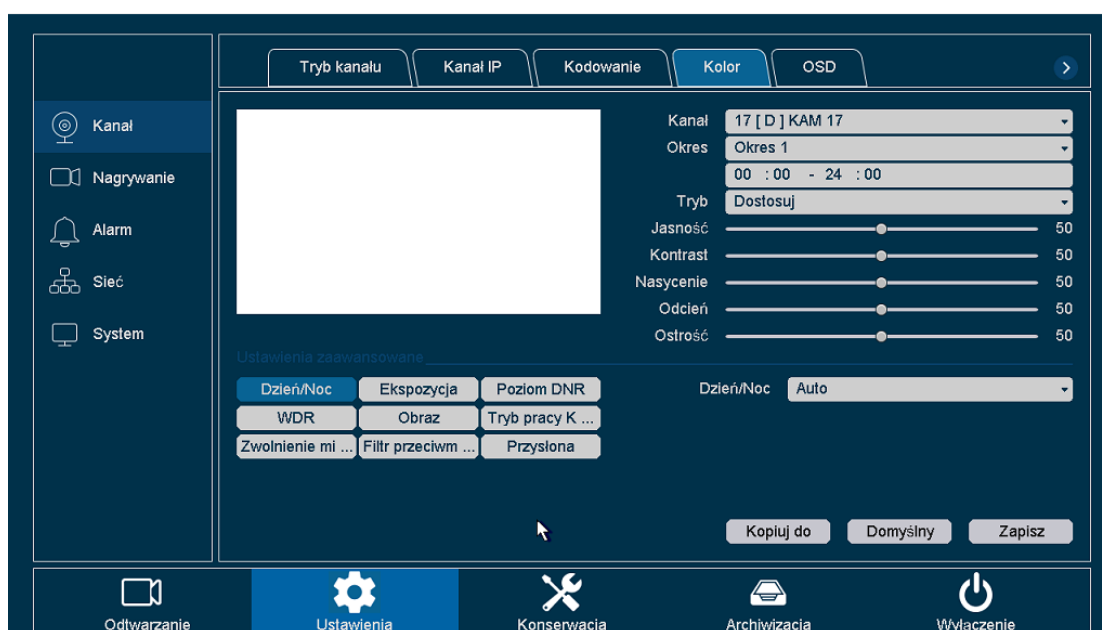 Tryb kanału Kanał IP Kodowanie Kolor OSD
Kanał
Nagrywanie
Alarm
Sieć
System
Kanał 17 [ D ] KAM 17
Okres Okres 1
00 : 00 - 24 : 00
Tryb Dostosuj
Jasność 50
Kontrast 50
Nasycenie 50
Odcień 50
Ostrość 50
Ustawienia zaawansowane
Dzień/Noc Ekspozycja Poziom DNR
WDR Obraz Tryb pracy K ...
Zwolnienie mi ... Filtr przeciwm ... Przysłona
Dzień/Noc Auto
Kopiuj do Domyślny Zapisz
Odtwarzanie Ustawienia Konserwacja Archiwizacja Wyłączenie